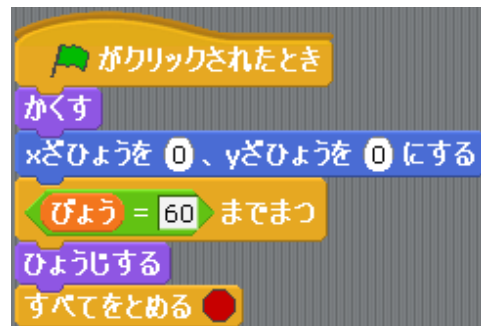 がクリックされたとき
かくす
xざひょうを 0 、yざひょうを 0 にする
びょう = 60 までまつ
ひょうじする
すべてをとめる